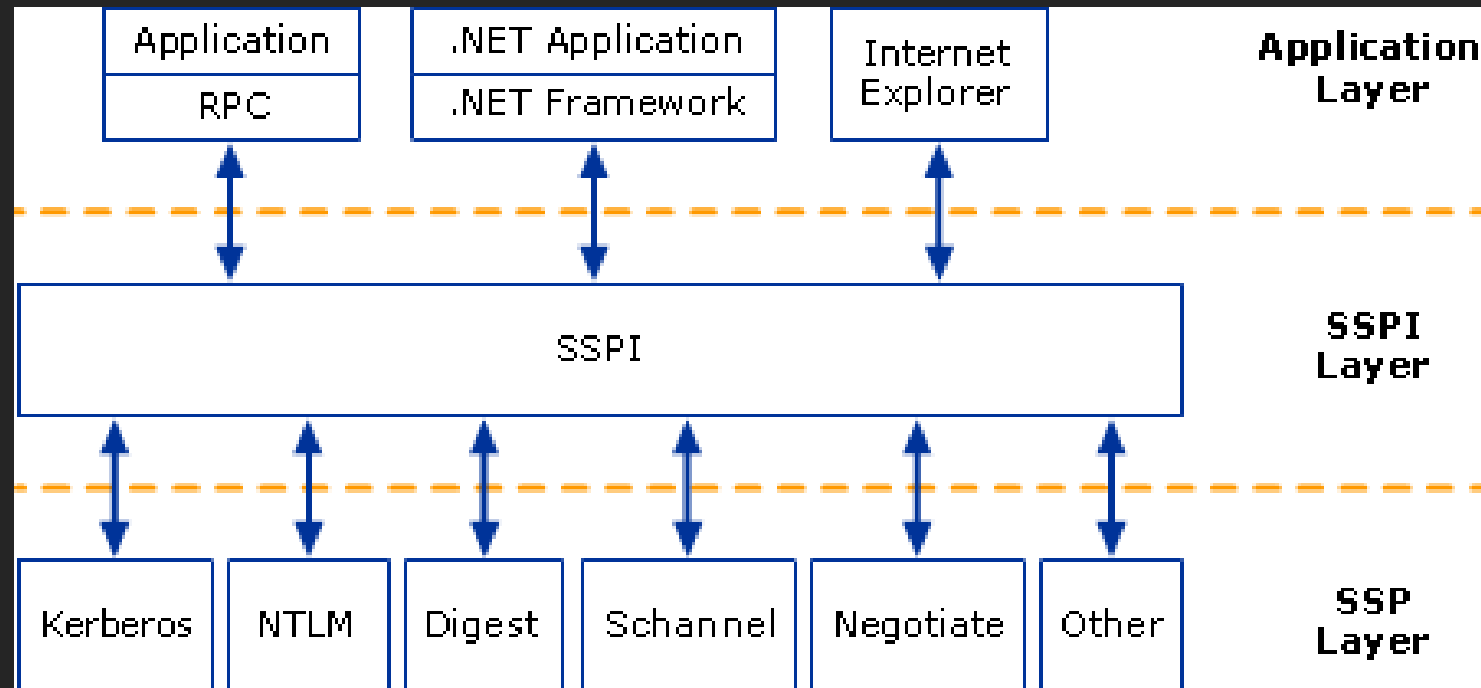 Application
RPC
.NET Application
.NET Framework
Internet
Explorer
Application
Layer
SSPI
SSPI
Layer
Kerberos
NTLM
Digest
Schannel
Negotiate
Other
SSP
Layer